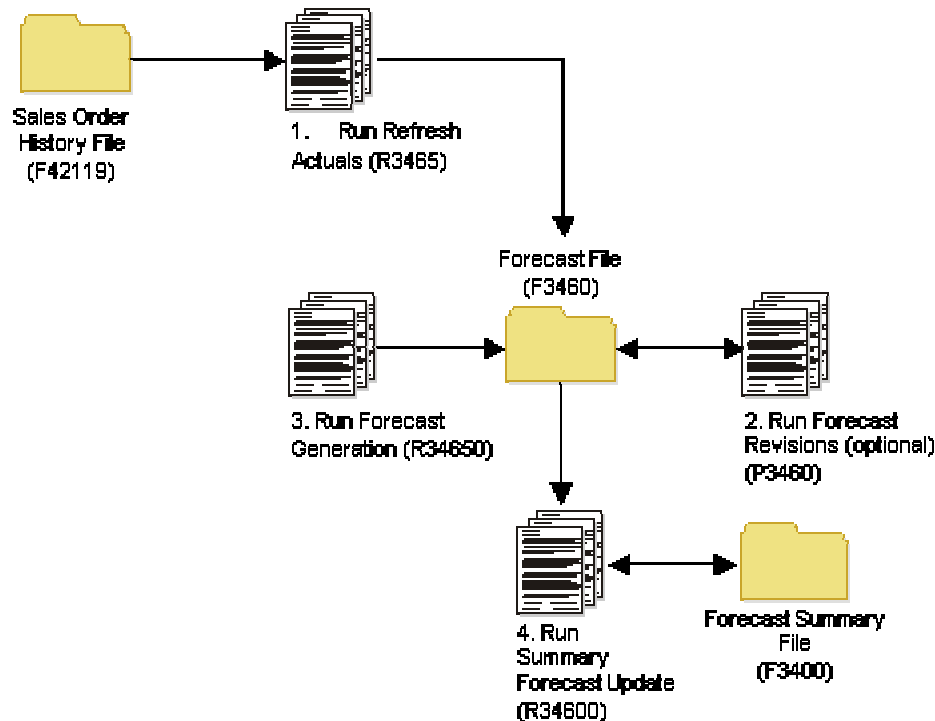 Sales Order
History File
(F42119)
1. Run Refresh
Actuals (R3465)
Forecast File
(F3460)
3. Run Forecast
Generation (R34650)
2. Run Forecast
Revisions (optional)
(P3460)
4. Run
Summary
Forecast Update
(R34600)
Forecast Summary
File
(F3400)